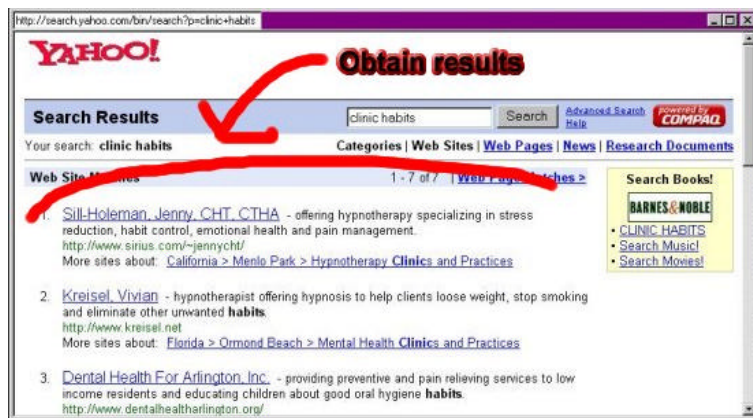 http://search.yahoo.com/bin/search?p=clinic+habits
YAHOO!
Obtain results
Search Results
clinic habits
Search
Advanced Search
Help
powered by
COMPAQ
Your search: clinic habits
Categories | Web Sites | Web Pages | News | Research Documents
Web Site
1 - 7 of 7 | Web Page Matches >
1. Sill-Holeman, Jenny, CHT, CTHA - offering hypnotherapy specializing in stress
reduction, habit control, emotional health and pain management.
http://www.sirius.com/~jennycht/
More sites about: California > Menlo Park > Hypnotherapy Clinics and Practices
2. Kreisel, Vivian - hypnotherapist offering hypnosis to help clients loose weight, stop smoking
and eliminate other unwanted habits.
http://www.kreisel.net
More sites about: Florida > Ormond Beach > Mental Health Clinics and Practices
3. Dental Health For Arlington, Inc. - providing preventive and pain relieving services to low
income residents and educating children about good oral hygiene habits.
http://www.dentalhealtharlington.org/
Search Books!
BARNES&NOBLE
• CLINIC HABITS
• Search Music!
• Search Movies!